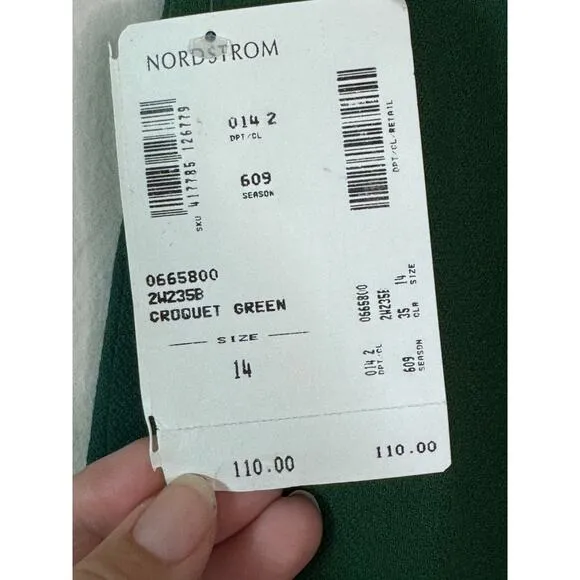 NORDSTROM
014 2
DPT/CL
609
SEASON
SKU 417785 126779
DPT/CL/RETAIL
0665800
2W235B
CROQUET GREEN
SIZE
14
014 2 0665800
DPT/CL 2W235B
609 35 14
SEASON CLR SIZE
110.00
110.00